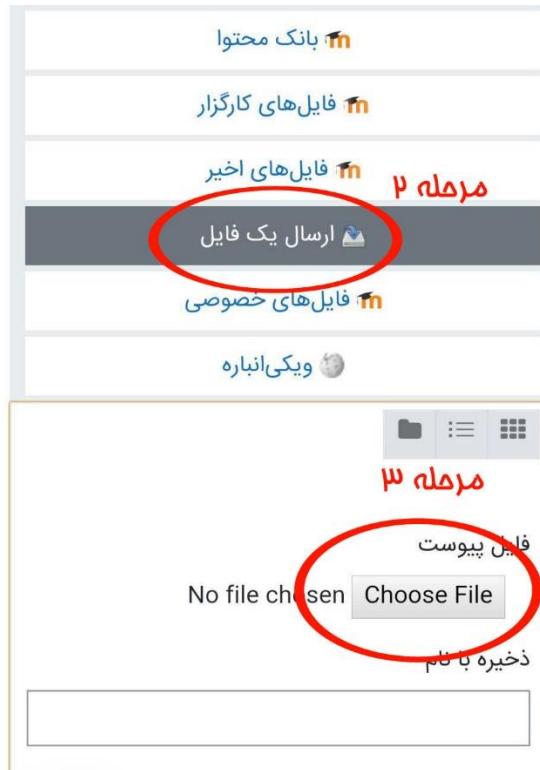 بانک محتوا
فایل‌های کارگزار
فایل‌های اخیر
مرحله ۲
ارسال یک فایل
فایل‌های خصوصی
ویکی‌انباره
مرحله ۳
فایل پیوست
Choose File No file chosen
ذخیره با نام